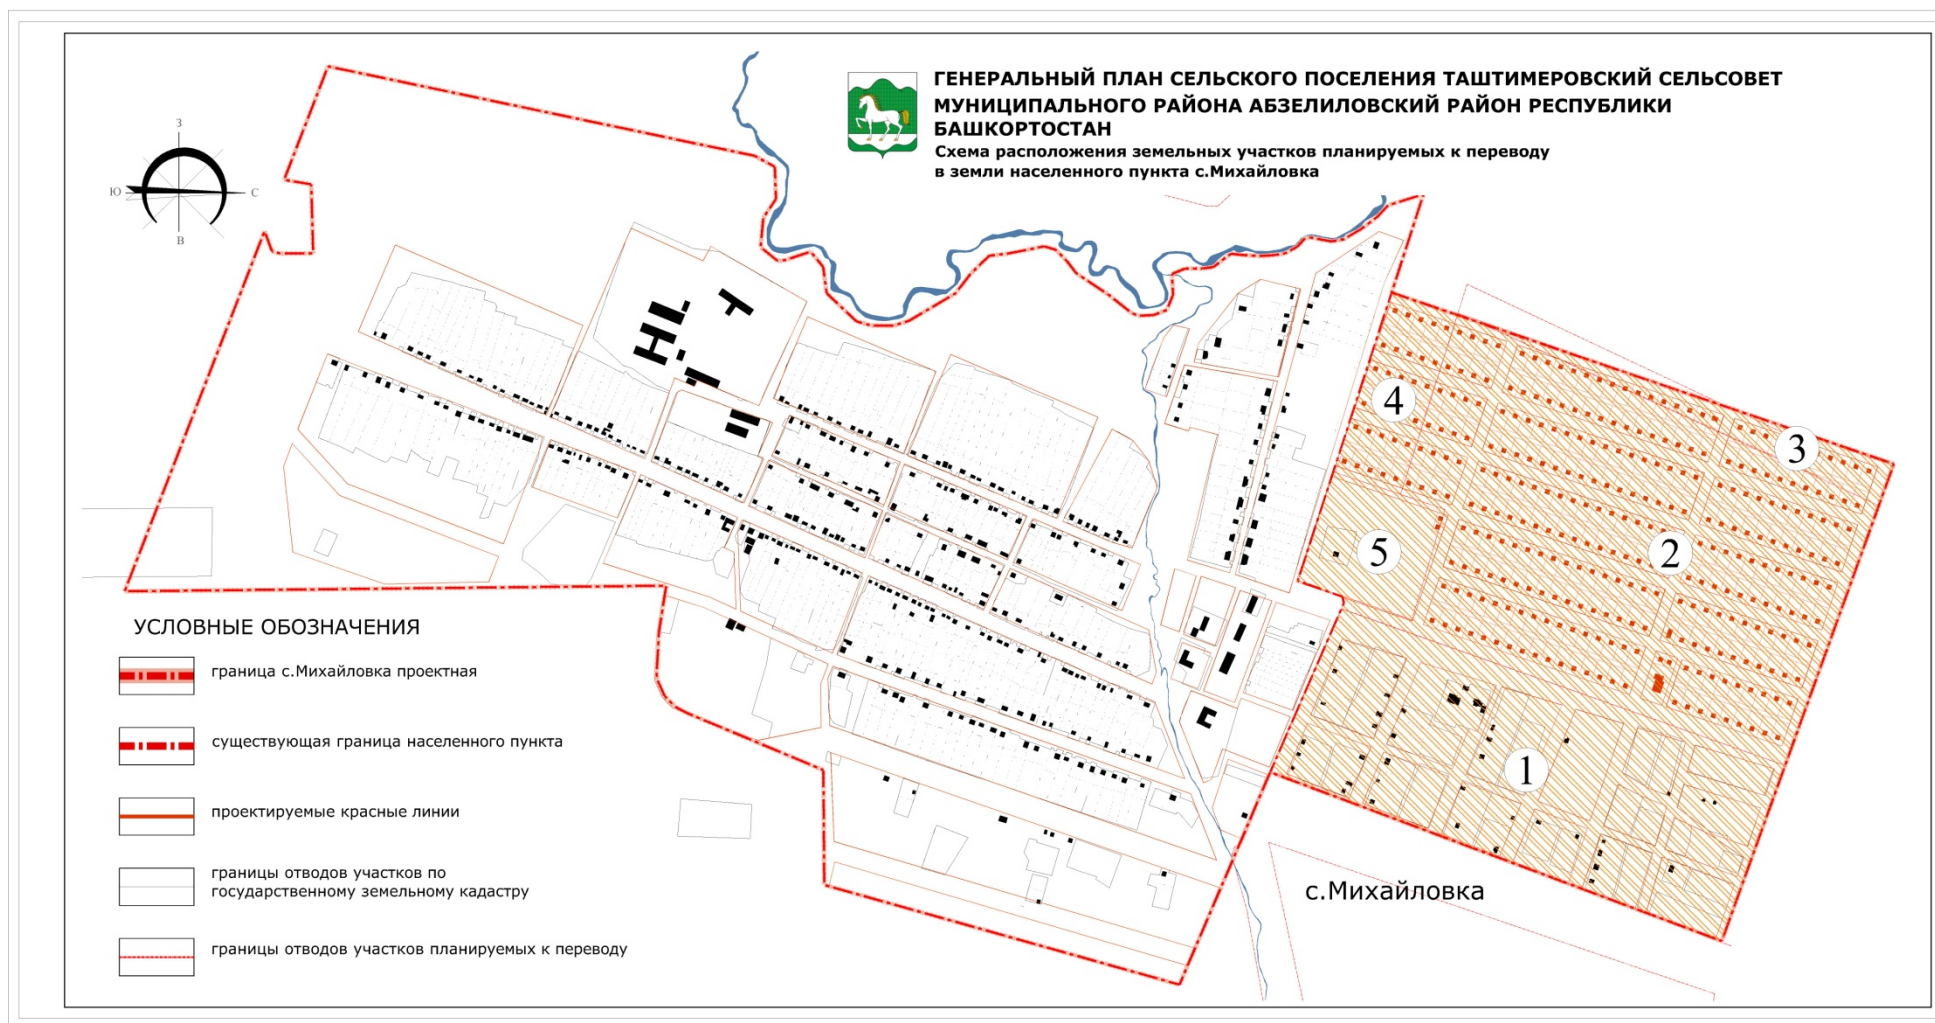 ГЕНЕРАЛЬНЫЙ ПЛАН СЕЛЬСКОГО ПОСЕЛЕНИЯ ТАШТИМЕРОВСКИЙ СЕЛЬСОВЕТ
МУНИЦИПАЛЬНОГО РАЙОНА АБЗЕЛИЛОВСКИЙ РАЙОН РЕСПУБЛИКИ
БАШКОРТОСТАН
Схема расположения земельных участков планируемых к переводу
в земли населенного пункта с.Михайловка
З
Ю
С
В
4
3
5
2
1
УСЛОВНЫЕ ОБОЗНАЧЕНИЯ
граница с.Михайловка проектная
существующая граница населенного пункта
проектируемые красные линии
границы отводов участков по
государственному земельному кадастру
границы отводов участков планируемых к переводу
с.Михайловка